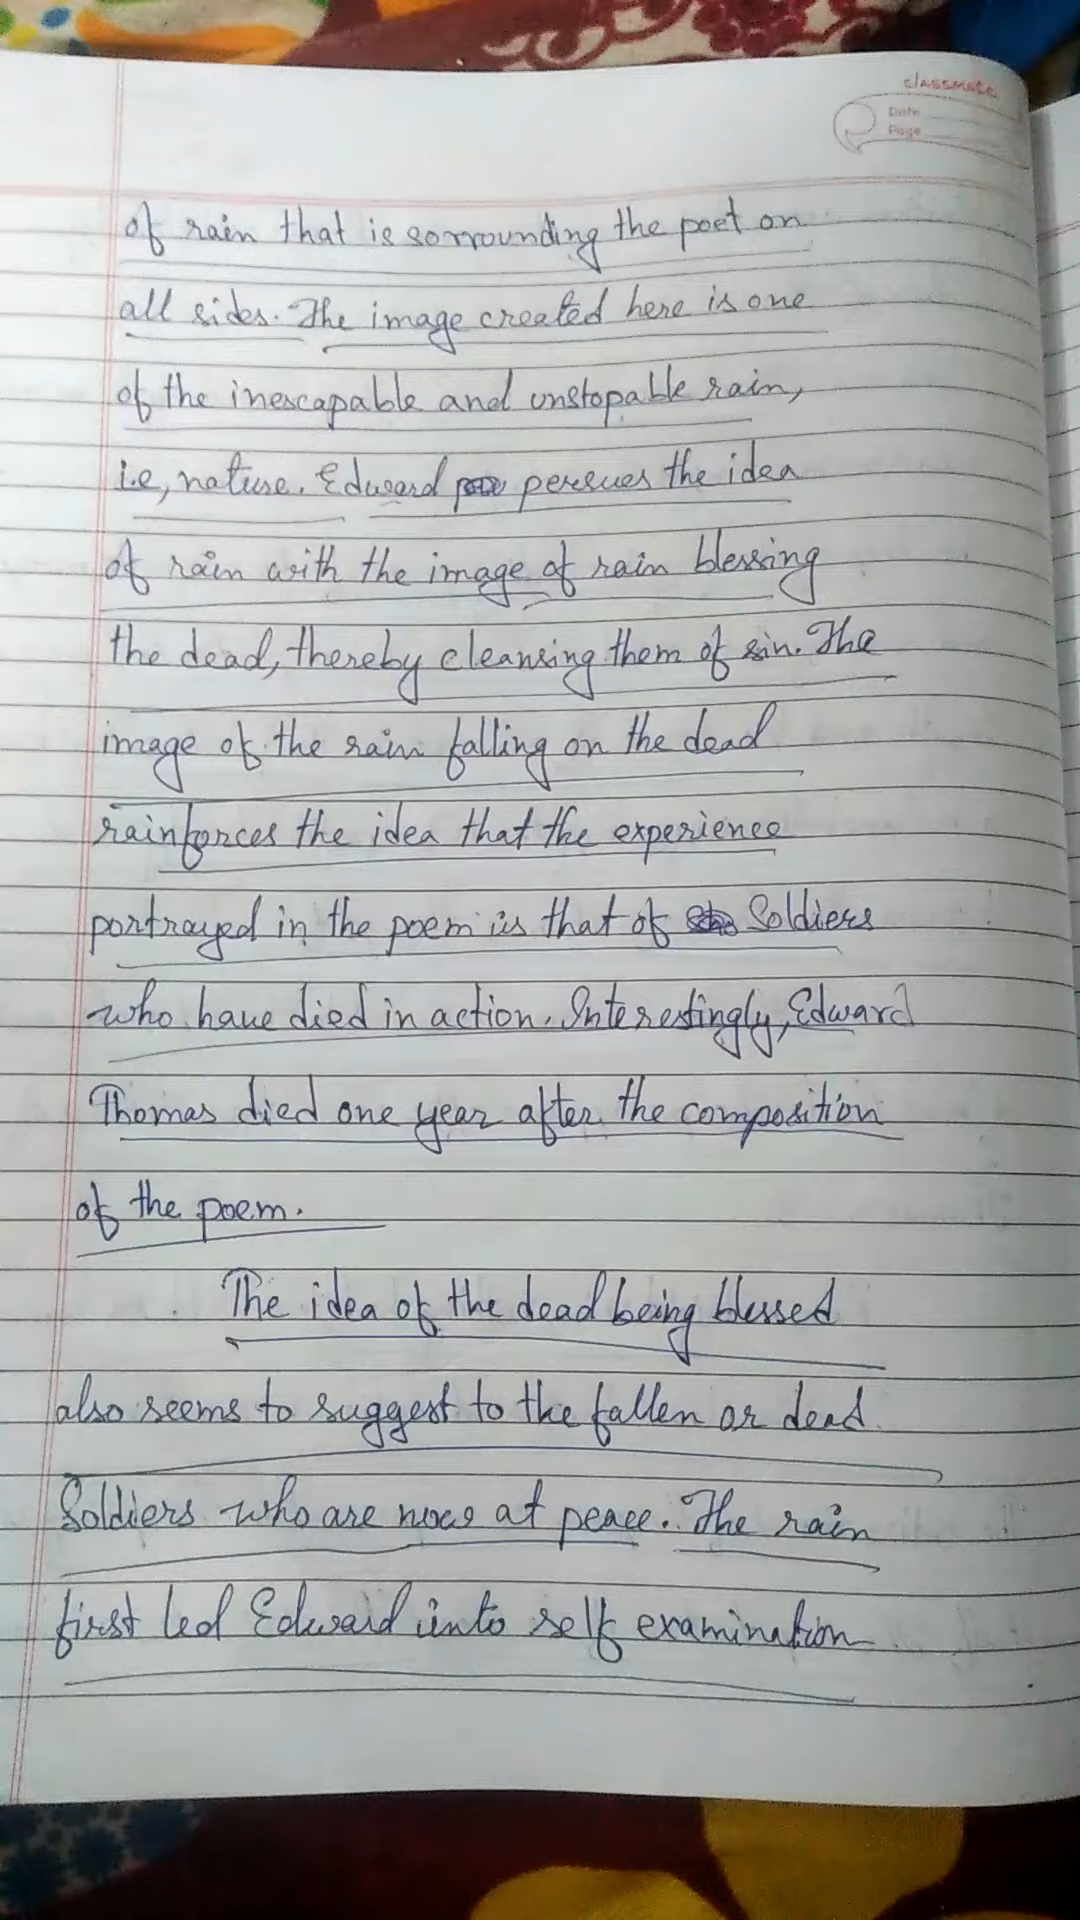 classmate
Date
Page
of rain that is sorrounding the poet on
all sides. The image created here is one
of the inescapable and unstopable rain,
i.e, nature. Edward persues the idea
of rain with the image of rain blessing
the dead, thereby cleansing them of sin. The
image of the rain falling on the dead
rainforces the idea that the experience
portrayed in the poem is that of Soldiers
who have died in action. Interestingly, Edward
Thomas died one year after the composition
of the poem.
The idea of the dead being blessed
also seems to suggest to the fallen or dead
Soldiers who are now at peace. The rain
first led Edward into self examination